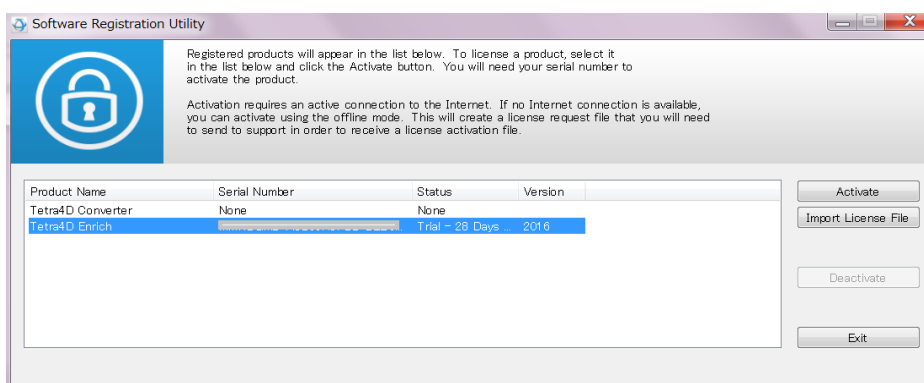 Software Registration Utility
Registered products will appear in the list below. To license a product, select it
in the list below and click the Activate button. You will need your serial number to
activate the product.
Activation requires an active connection to the Internet. If no Internet connection is available,
you can activate using the offline mode. This will create a license request file that you will need
to send to support in order to receive a license activation file.
Product Name Serial Number Status Version
Tetra4D Converter None None
Tetra4D Enrich Trial - 28 Days ... 2016
Activate
Import License File
Deactivate
Exit